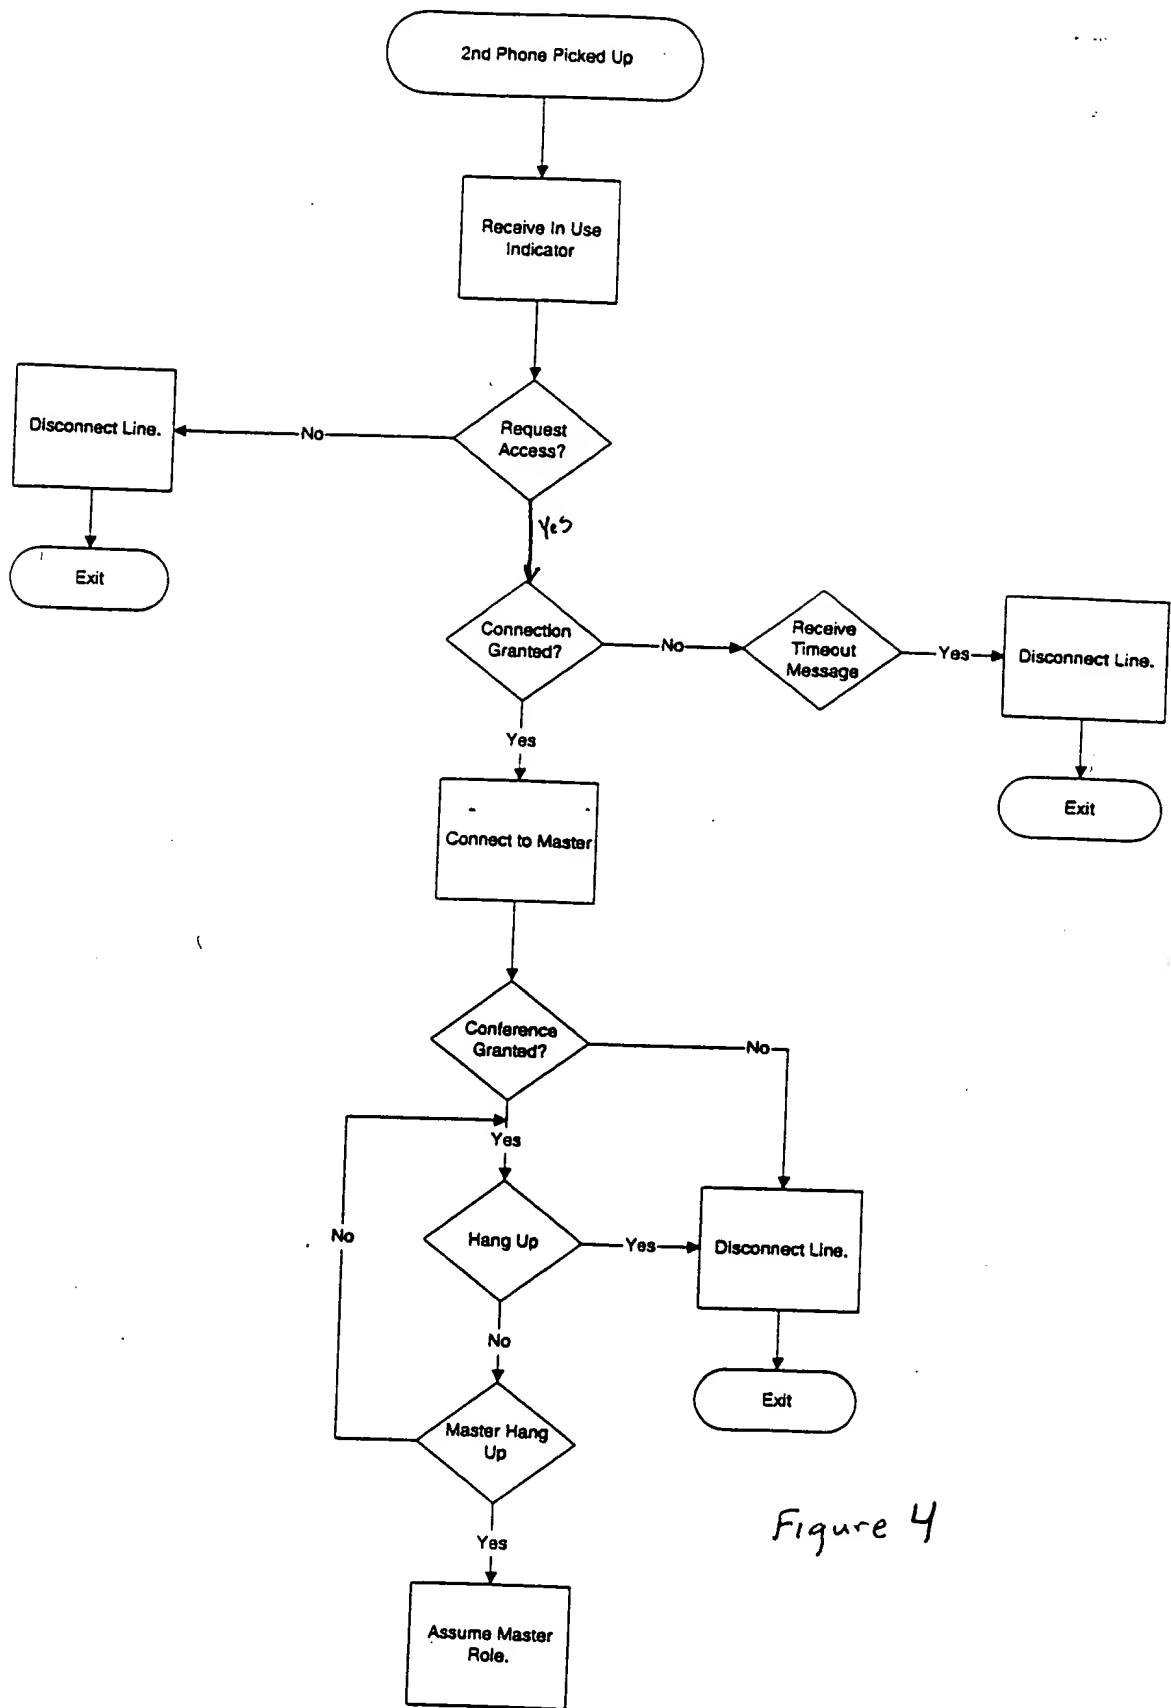 2nd Phone Picked Up
Receive In Use
Indicator
Request
Access?
No
Disconnect Line.
Exit
Yes
Connection
Granted?
No
Receive
Timeout
Message
Yes
Disconnect Line.
Exit
Yes
Connect to Master
Conference
Granted?
No
Yes
Hang Up
Yes
Disconnect Line.
Exit
No
Master Hang
Up
No
Yes
Assume Master
Role.
Figure 4